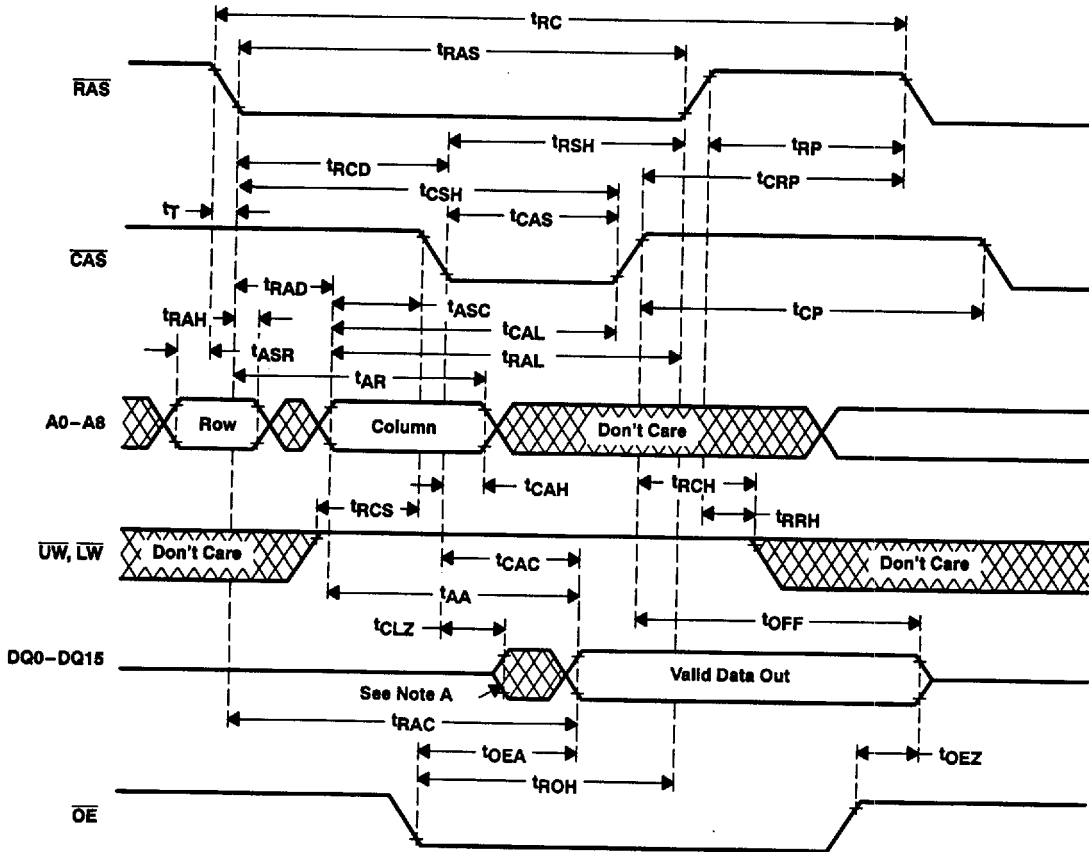 tRC
tRAS
RAS
tRSH
tRP
tRCD
tCRP
tCSH
tT
tCAS
CAS
tRAD
tASC
tCP
tRAH
tCAL
tASR
tRAL
tAR
A0–A8
Row
Column
Don't Care
tCAH
tRCH
tRCS
tRRH
UW, LW
Don't Care
tCAC
Don't Care
tAA
tCLZ
tOFF
DQ0–DQ15
Valid Data Out
See Note A
tRAC
tOEA
tOEZ
tROH
OE